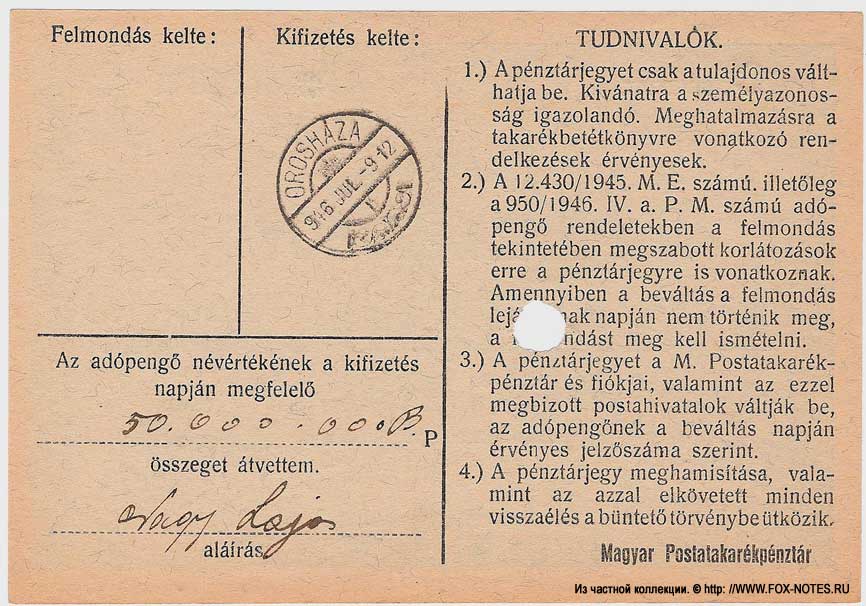 Felmondás kelte:
Kifizetés kelte:
OROSHÁZA
946 JUL.-9.12
Az adópengő névértékének a kifizetés
napján megfelelő
50.000.000 P
összeget átvettem.
Nagy Lajos
aláírás
TUDNIVALÓK.
1.) A pénztárjegyet csak a tulajdonos vált-
hatja be. Kivánatra a személyazonos-
ság igazolandó. Meghatalmazásra a
takarékbetétkönyvre vonatkozó ren-
delkezések érvényesek.
2.) A 12.430/1945. M. E. számú. illetőleg
a 950/1946. IV. a. P. M. számú adó-
pengő rendeletekben a felmondás
tekintetében megszabott korlátozások
erre a pénztárjegyre is vonatkoznak.
Amennyiben a beváltás a felmondás
lejá nak napján nem történik meg,
a ndást meg kell ismételni.
3.) A pénztárjegyet a M. Postatakarék-
pénztár és fiókjai, valamint az ezzel
megbizott postahivatalok váltják be,
az adópengőnek a beváltás napján
érvényes jelzőszáma szerint.
4.) A pénztárjegy meghamisítása, vala-
mint az azzal elkövetett minden
visszaélés a büntető törvénybe ütközik.
Magyar Postatakarékpénztár
Из частной коллекции. © http: //WWW.FOX-NOTES.RU